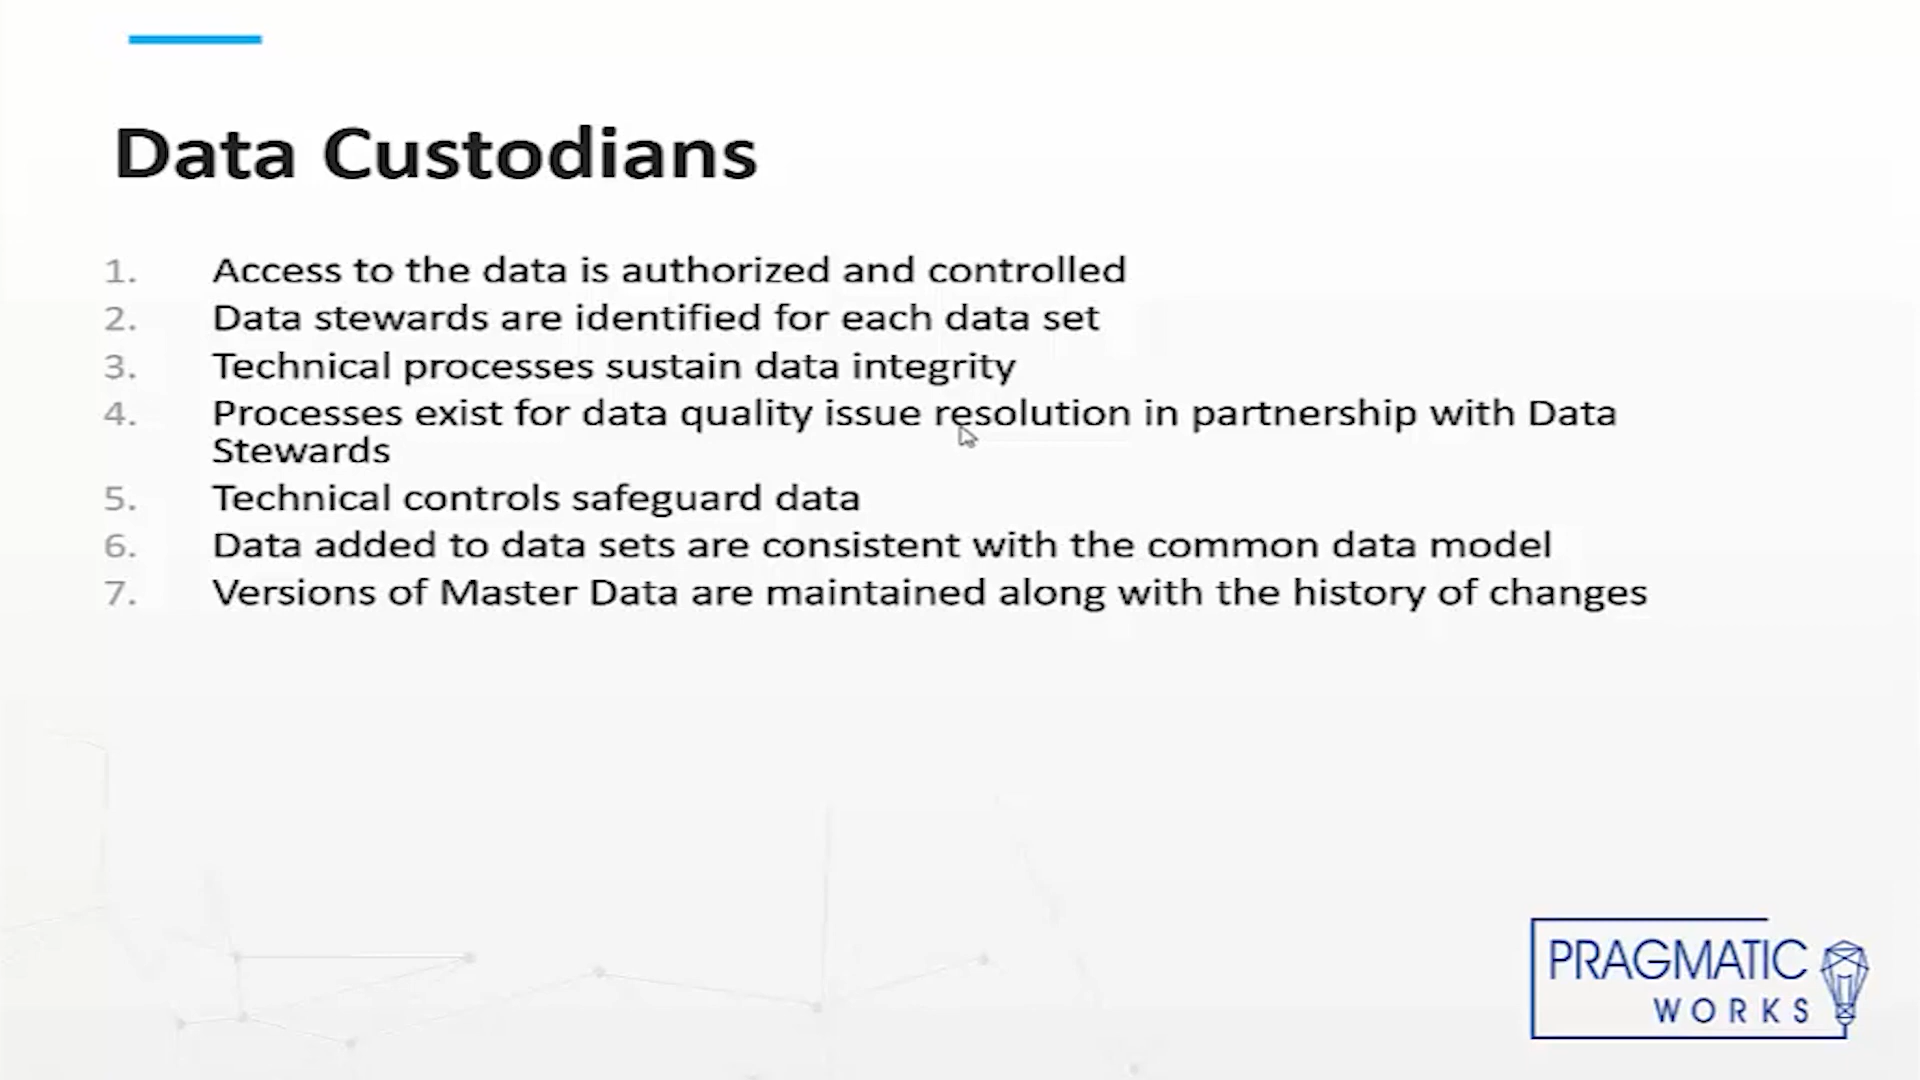 Data Custodians
1. Access to the data is authorized and controlled
2. Data stewards are identified for each data set
3. Technical processes sustain data integrity
4. Processes exist for data quality issue resolution in partnership with Data
Stewards
5. Technical controls safeguard data
6. Data added to data sets are consistent with the common data model
7. Versions of Master Data are maintained along with the history of changes
PRAGMATIC
WORKS